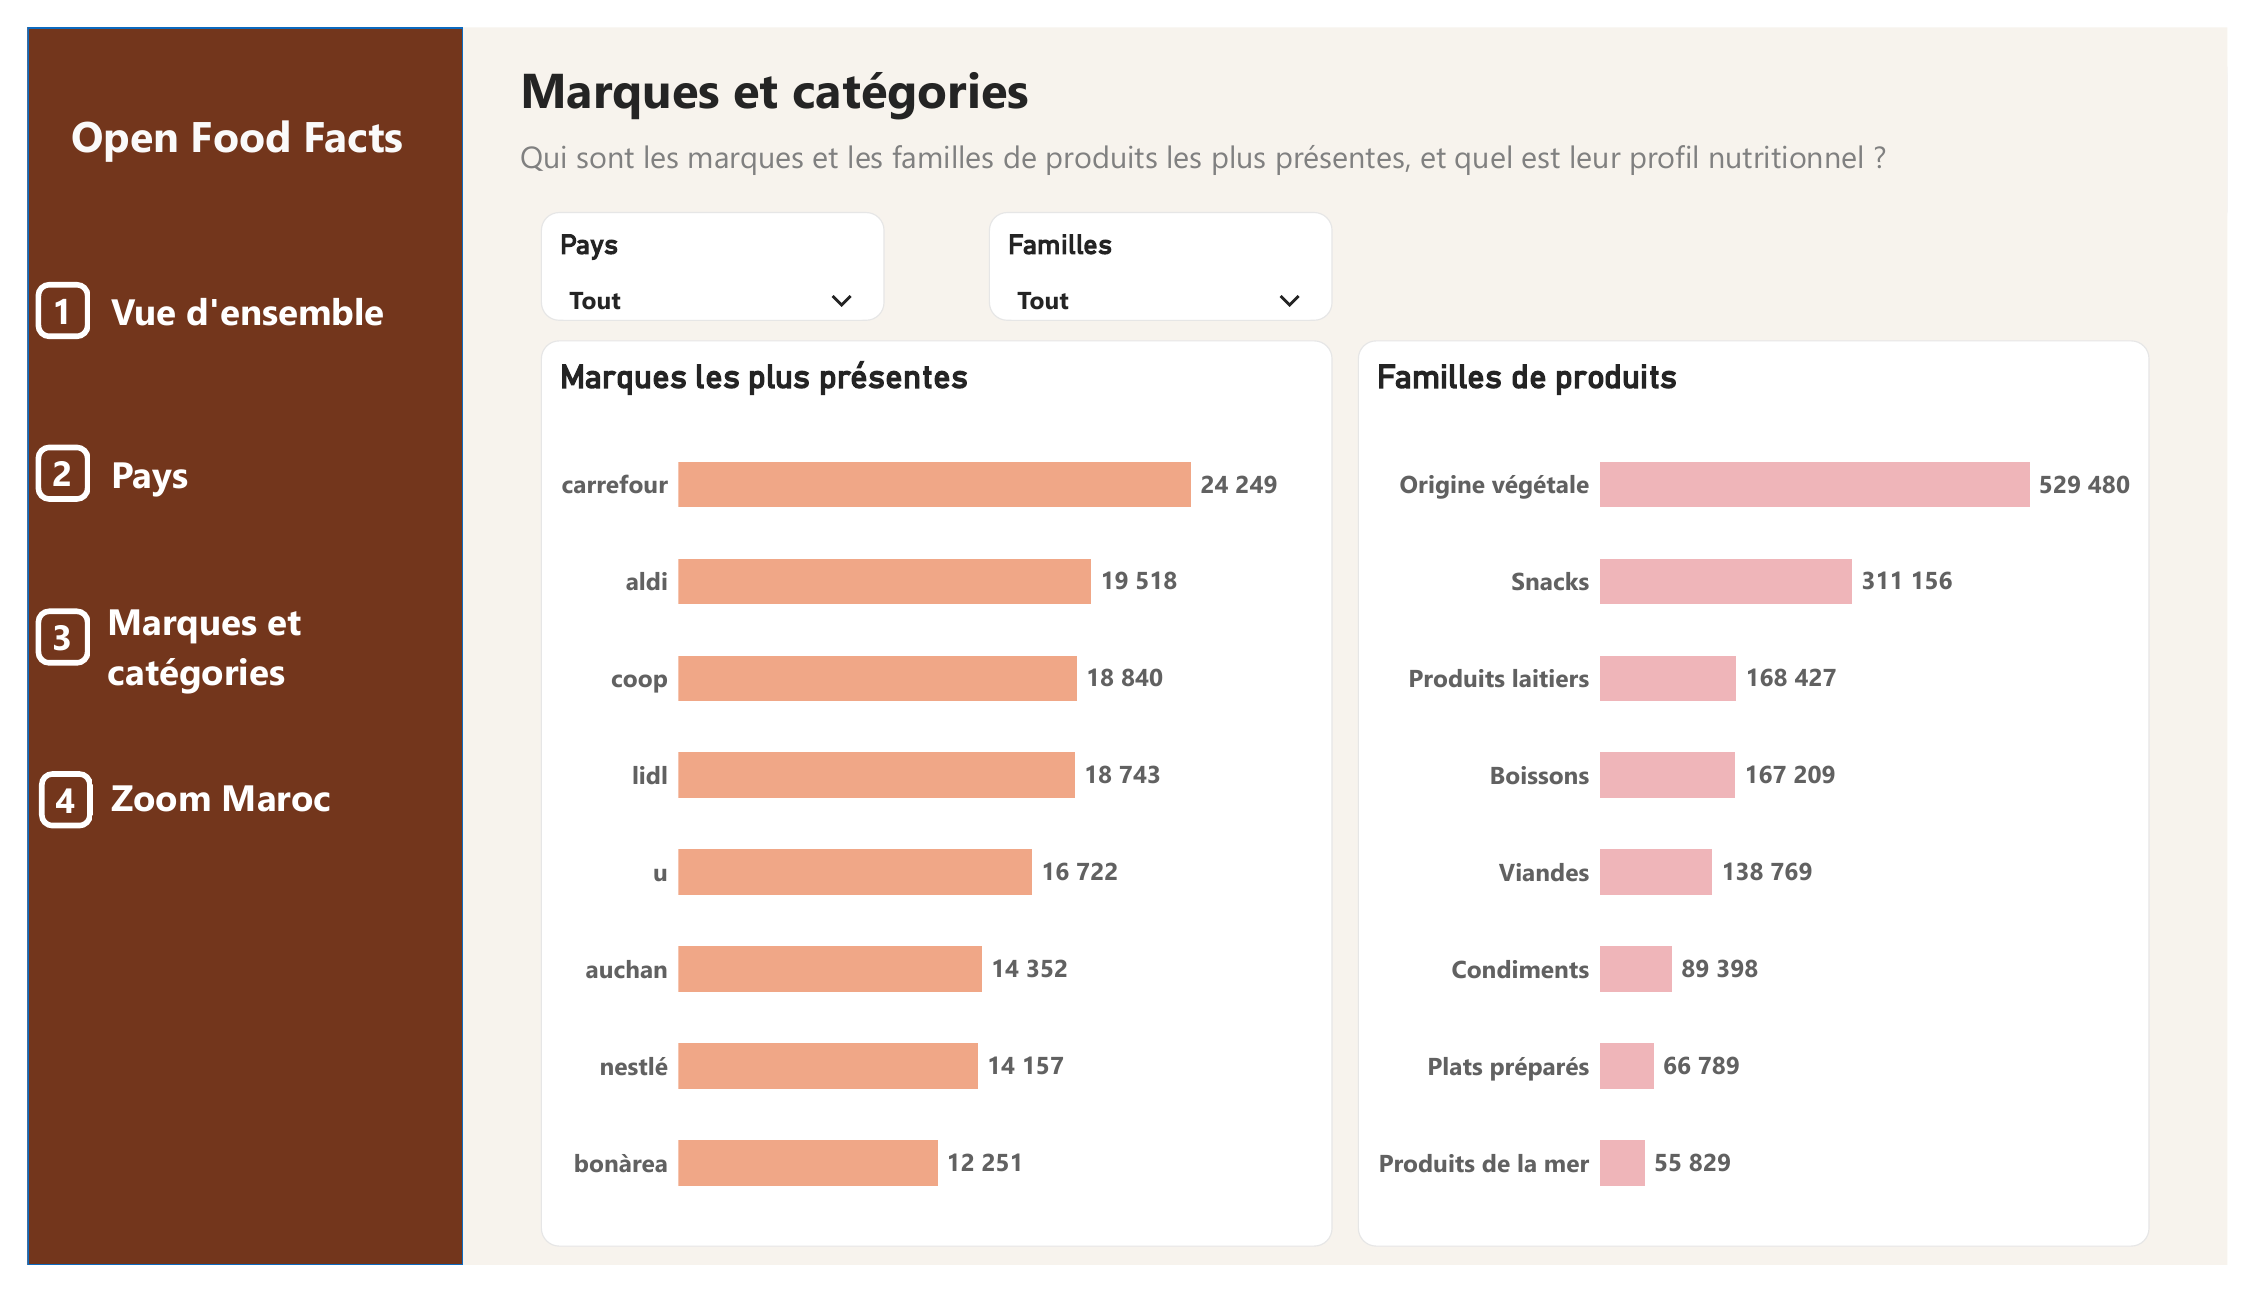 Open Food Facts
1 Vue d'ensemble
2 Pays
3 Marques et
catégories
4 Zoom Maroc
Marques et catégories
Qui sont les marques et les familles de produits les plus présentes, et quel est leur profil nutritionnel ?
Pays
Tout
Familles
Tout
Marques les plus présentes
carrefour 24 249
aldi 19 518
coop 18 840
lidl 18 743
u 16 722
auchan 14 352
nestlé 14 157
bonàrea 12 251
Familles de produits
Origine végétale 529 480
Snacks 311 156
Produits laitiers 168 427
Boissons 167 209
Viandes 138 769
Condiments 89 398
Plats préparés 66 789
Produits de la mer 55 829